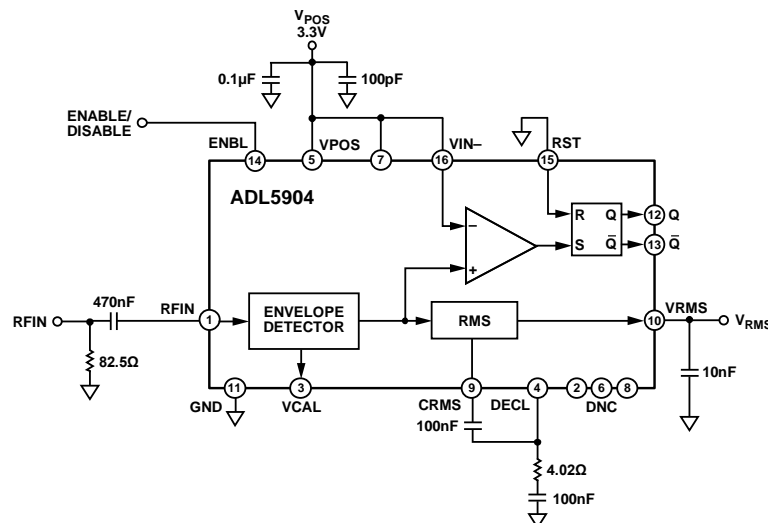 VPOS
3.3V
0.1µF
100pF
ENABLE/
DISABLE
ENBL
VPOS
VIN–
RST
14
5
7
16
15
ADL5904
R Q
S Q̄
12 Q
13 Q̄
–
+
470nF
RFIN
RFIN
1
ENVELOPE
DETECTOR
RMS
VRMS
10
VRMS
82.5Ω
10nF
11
3
9
4
2
6
8
GND
VCAL
CRMS
DECL
DNC
100nF
4.02Ω
100nF